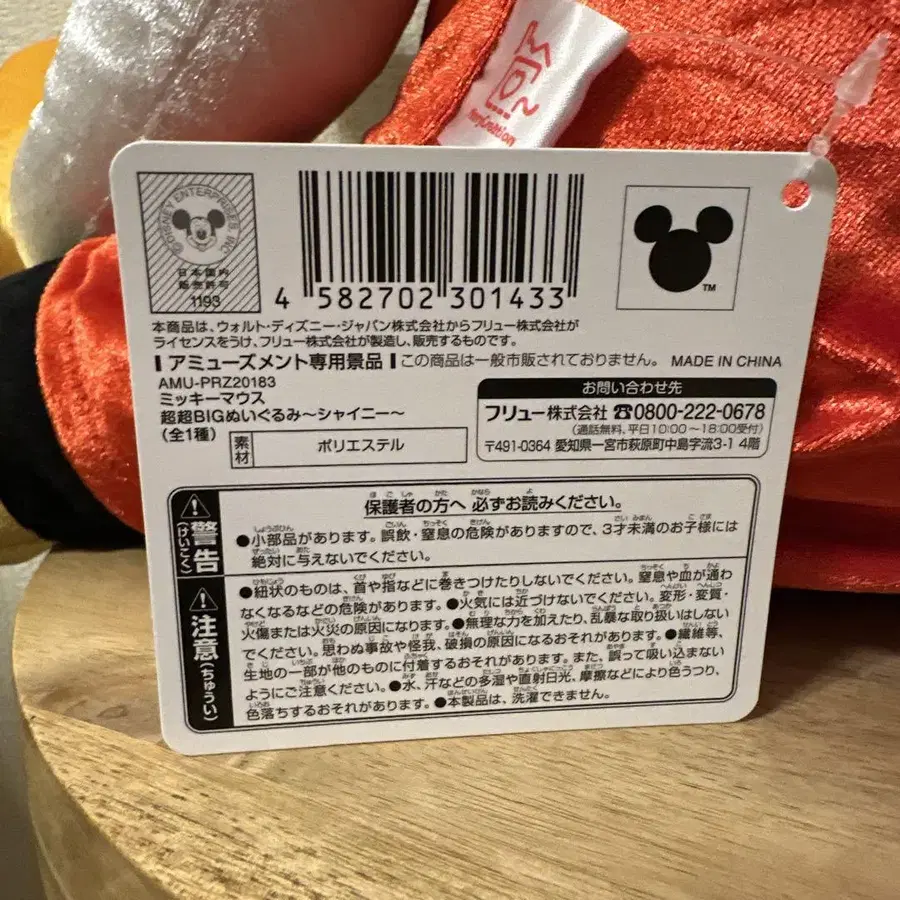 ©DISNEY ENTERPRISES, INC.
日本国内
販売許可
1193
4 582702 301433
TM
本商品は、ウォルト・ディズニー・ジャパン株式会社からフリュー株式会社が
ライセンスをうけ、フリュー株式会社が製造し、販売するものです。
アミューズメント専用景品 この商品は一般市販されておりません。 MADE IN CHINA
AMU-PRZ20183
ミッキーマウス
超超BIGぬいぐるみ〜シャイニー〜
(全1種)
素材 ポリエステル
お問い合わせ先
フリュー株式会社 ☎0800-222-0678
(通話無料、平日10:00〜18:00受付)
〒491-0364 愛知県一宮市萩原町中島字流3-1 4階
警告(けいこく)
保護者の方へ 必ずお読みください。
●小部品があります。誤飲・窒息の危険がありますので、3才未満のお子様には
絶対に与えないでください。
注意(ちゅうい)
●紐状のものは、首や指などに巻きつけたりしないでください。窒息や血が通わ
なくなるなどの危険があります。●火気には近づけないでください。変形・変質・
火傷または火災の原因になります。●無理な力を加えたり、乱暴な取り扱いはしない
でください。思わぬ事故や怪我、破損の原因になるおそれがあります。●繊維等、
生地の一部が他のものに付着するおそれがあります。また、誤って吸い込まない
ようにご注意ください。●水、汗などの多湿や直射日光、摩擦などにより色うつり、
色落ちするおそれがあります。●本製品は、洗濯できません。